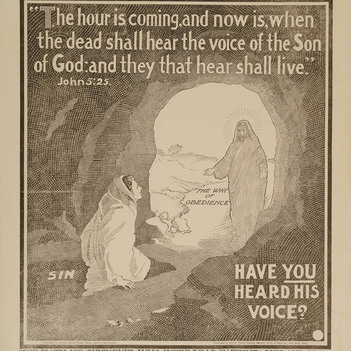 "The hour is coming, and now is, when
the dead shall hear the voice of the Son
of God: and they that hear shall live."
John 5:25.
"THE WAY
OF
OBEDIENCE"
SIN
HAVE YOU
HEARD HIS
VOICE?